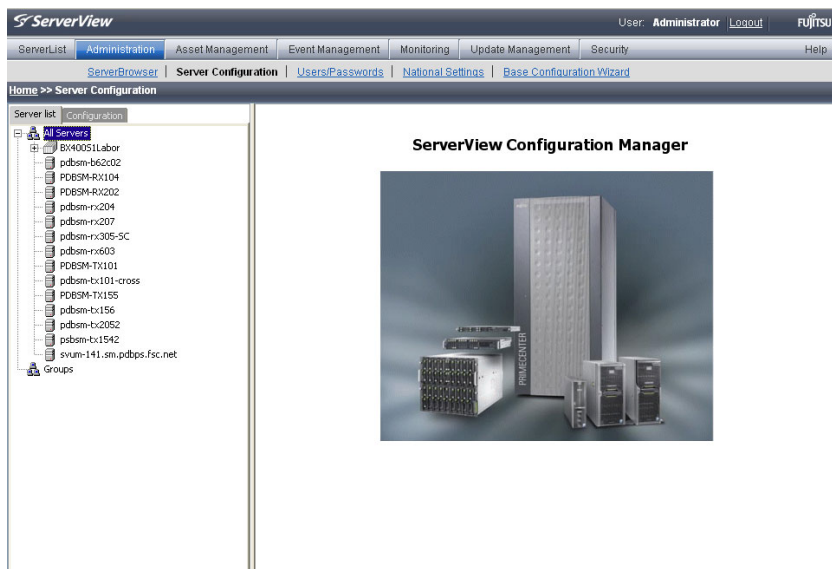 ServerView
User: Administrator Logout FUJITSU
ServerList Administration Asset Management Event Management Monitoring Update Management Security Help
ServerBrowser | Server Configuration | Users/Passwords | National Settings | Base Configuration Wizard
Home >> Server Configuration
Server list Configuration
All Servers
BX40051Labor
pdbsm-b62c02
PDBSM-RX104
PDBSM-RX202
pdbsm-rx204
pdbsm-rx207
pdbsm-rx305-SC
pdbsm-rx603
PDBSM-TX101
pdbsm-tx101-cross
PDBSM-TX155
pdbsm-tx156
pdbsm-tx2052
psbsm-tx1542
svum-141.sm.pdbps.fsc.net
Groups
ServerView Configuration Manager
PRIMECENTER